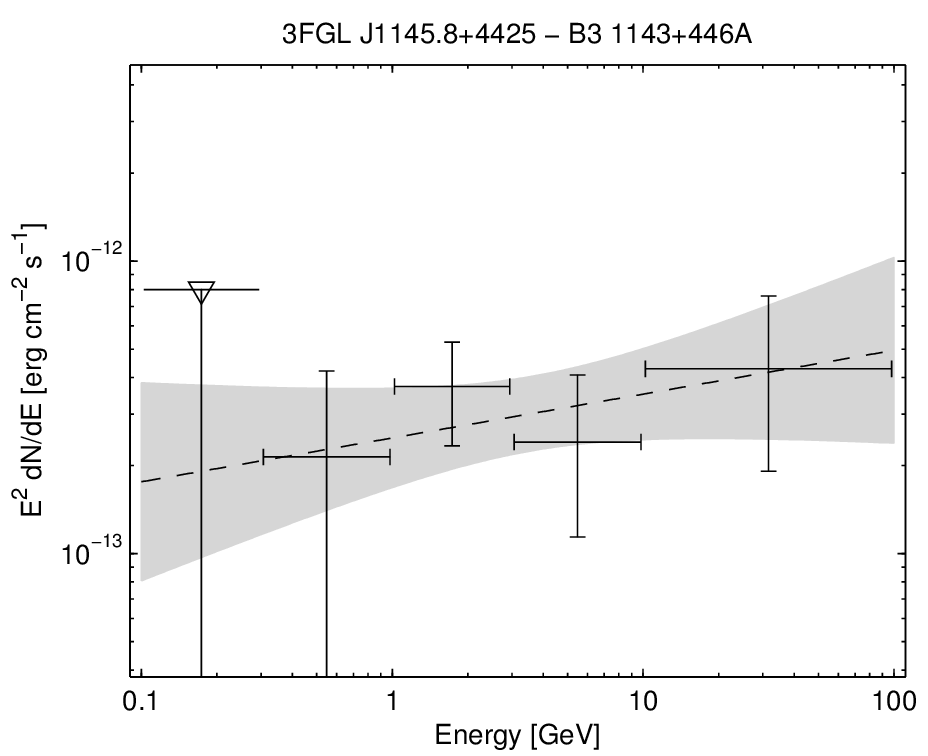 3FGL J1145.8+4425 − B3 1143+446A
E² dN/dE [erg cm⁻² s⁻¹]
10⁻¹²
10⁻¹³
0.1 1 10 100
Energy [GeV]